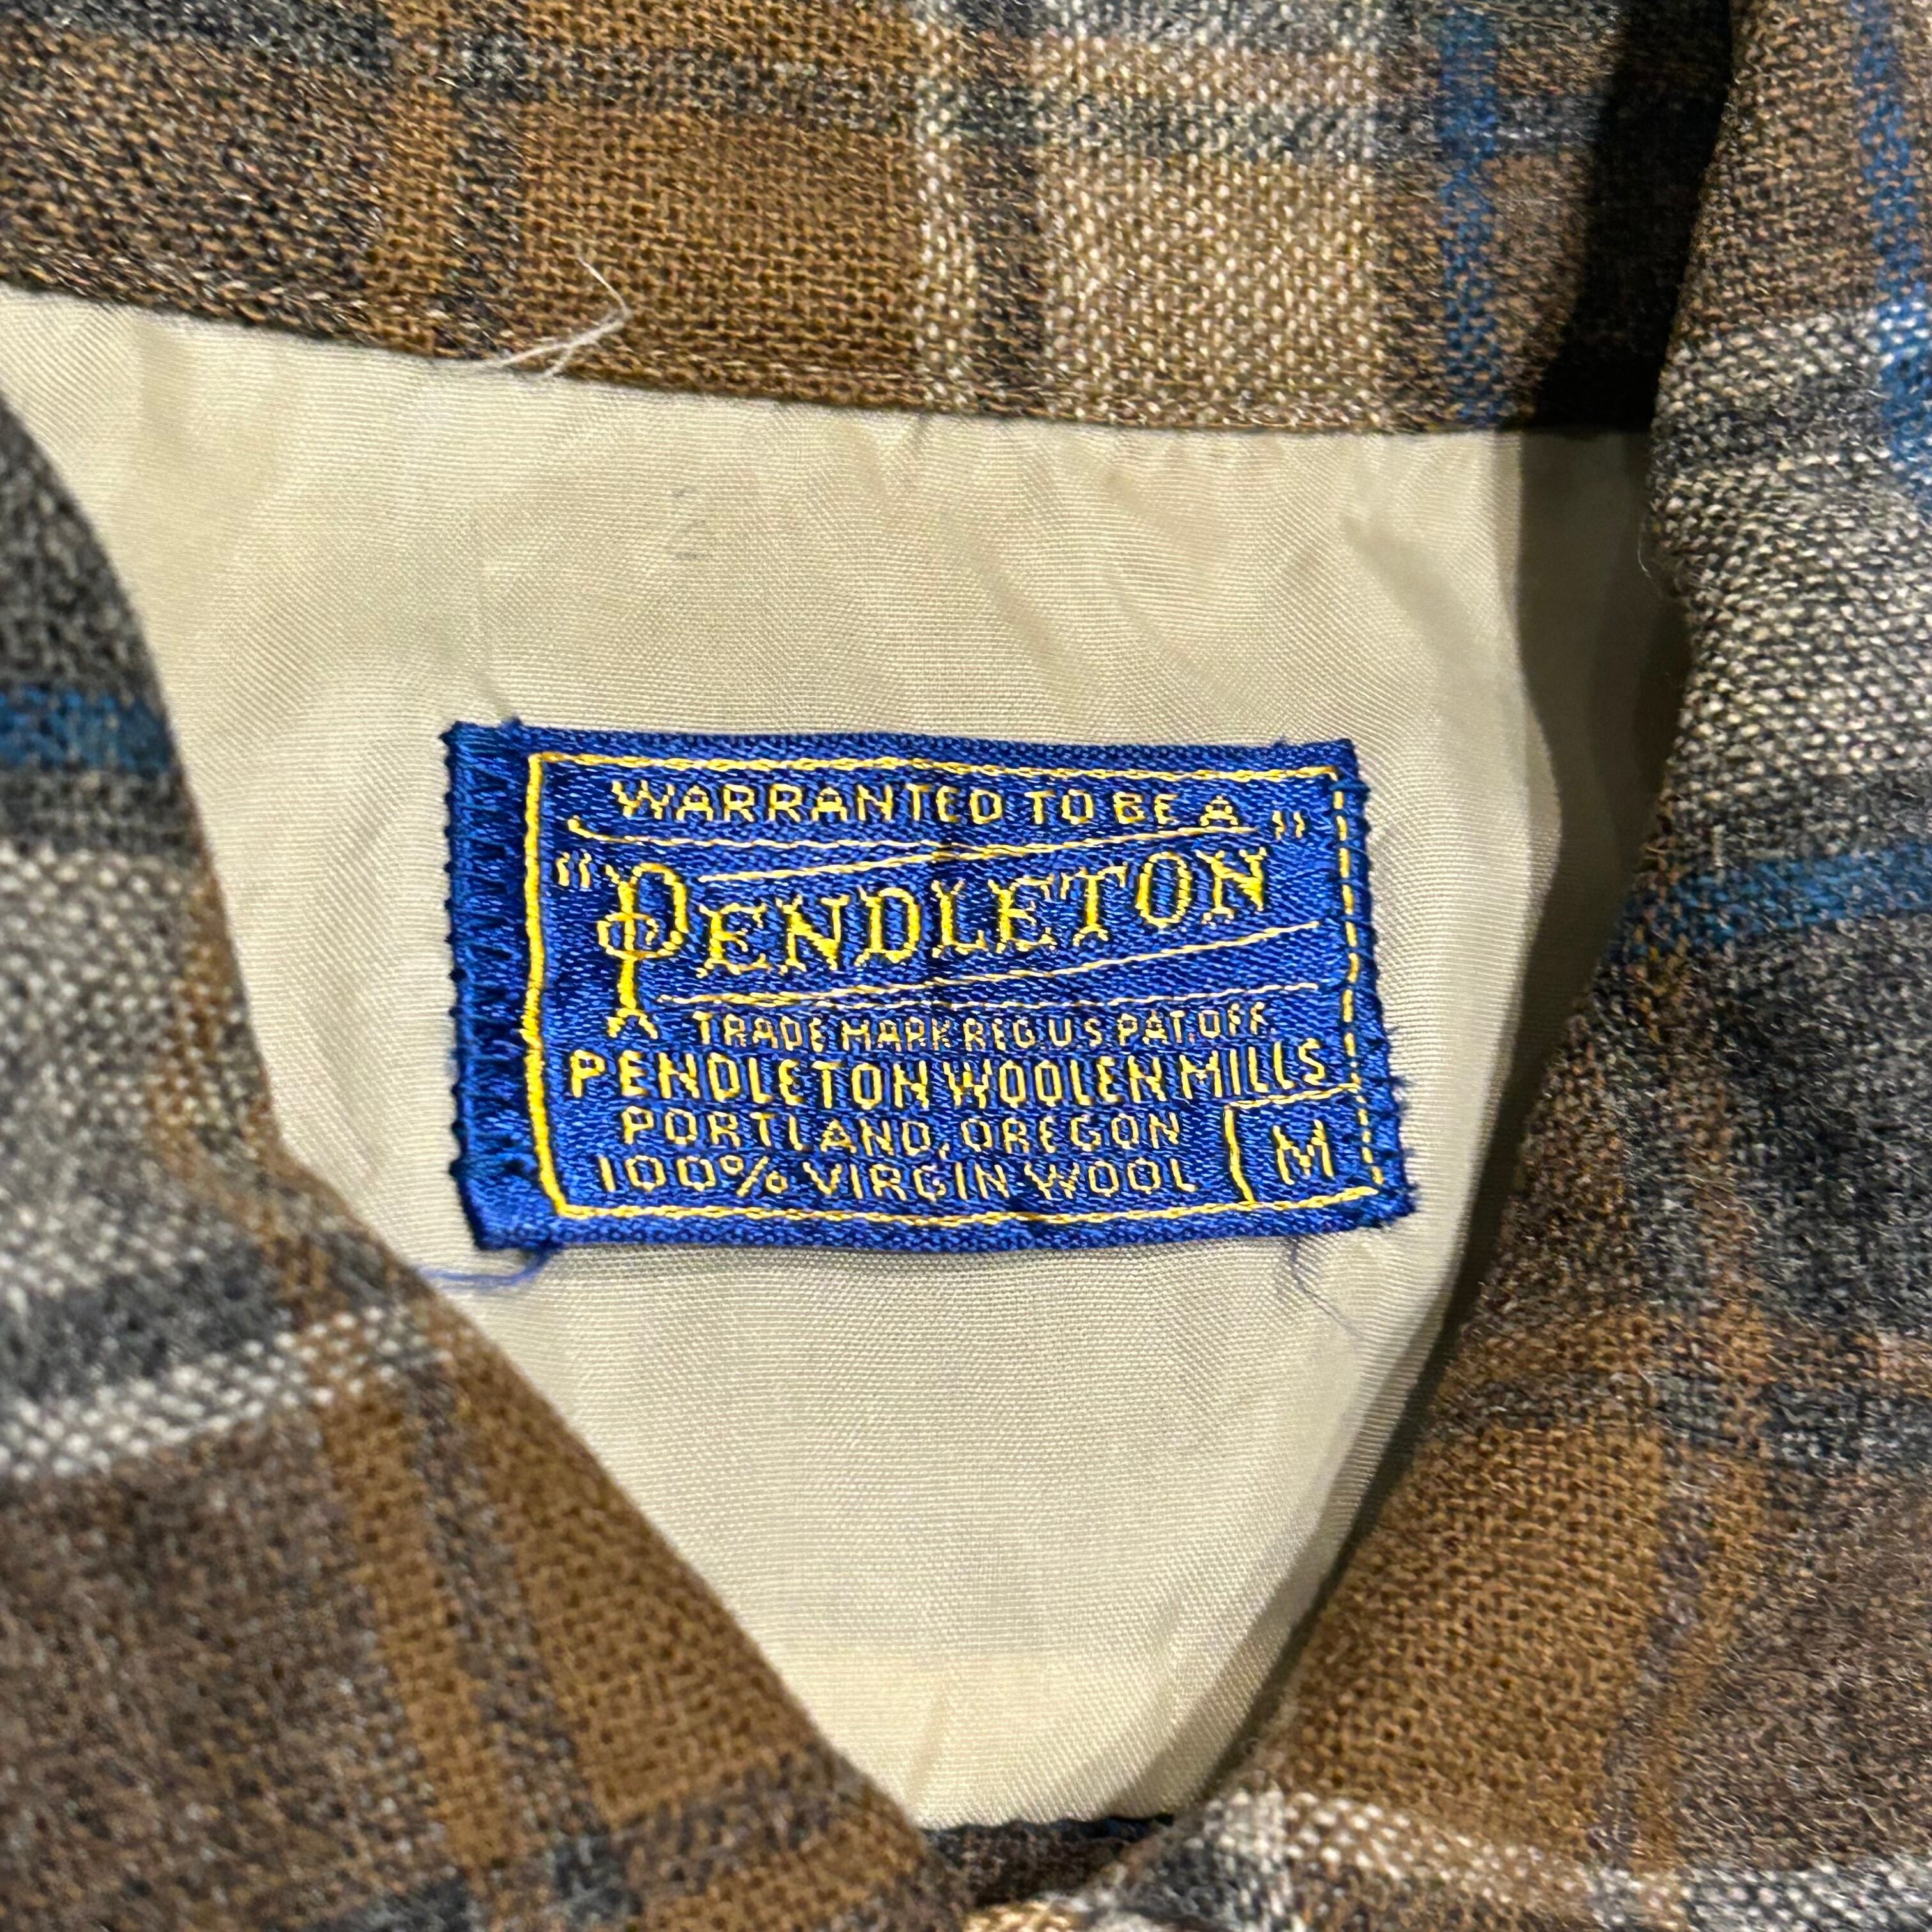 WARRANTED TO BE A
"PENDLETON"
TRADE MARK REG. U.S. PAT. OFF.
PENDLETON WOOLEN MILLS
PORTLAND, OREGON
100% VIRGIN WOOL
M